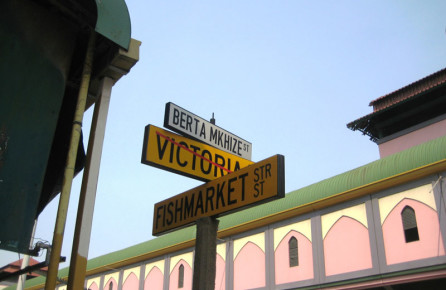 BERTA MKHIZE ST
VICTORIA
FISHMARKET STR ST